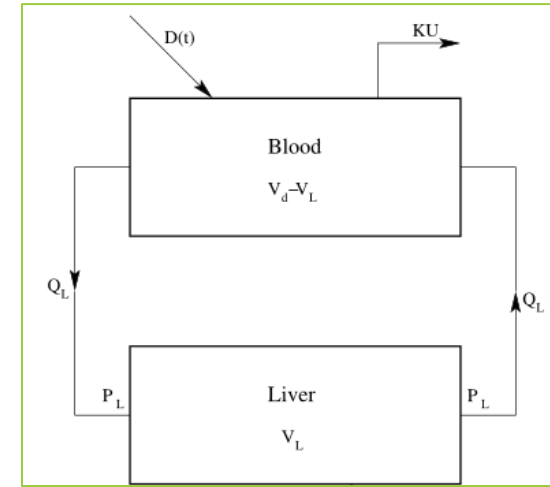 D(t)
KU
Blood
V_d–V_L
Q_L
Q_L
P_L
Liver
P_L
V_L